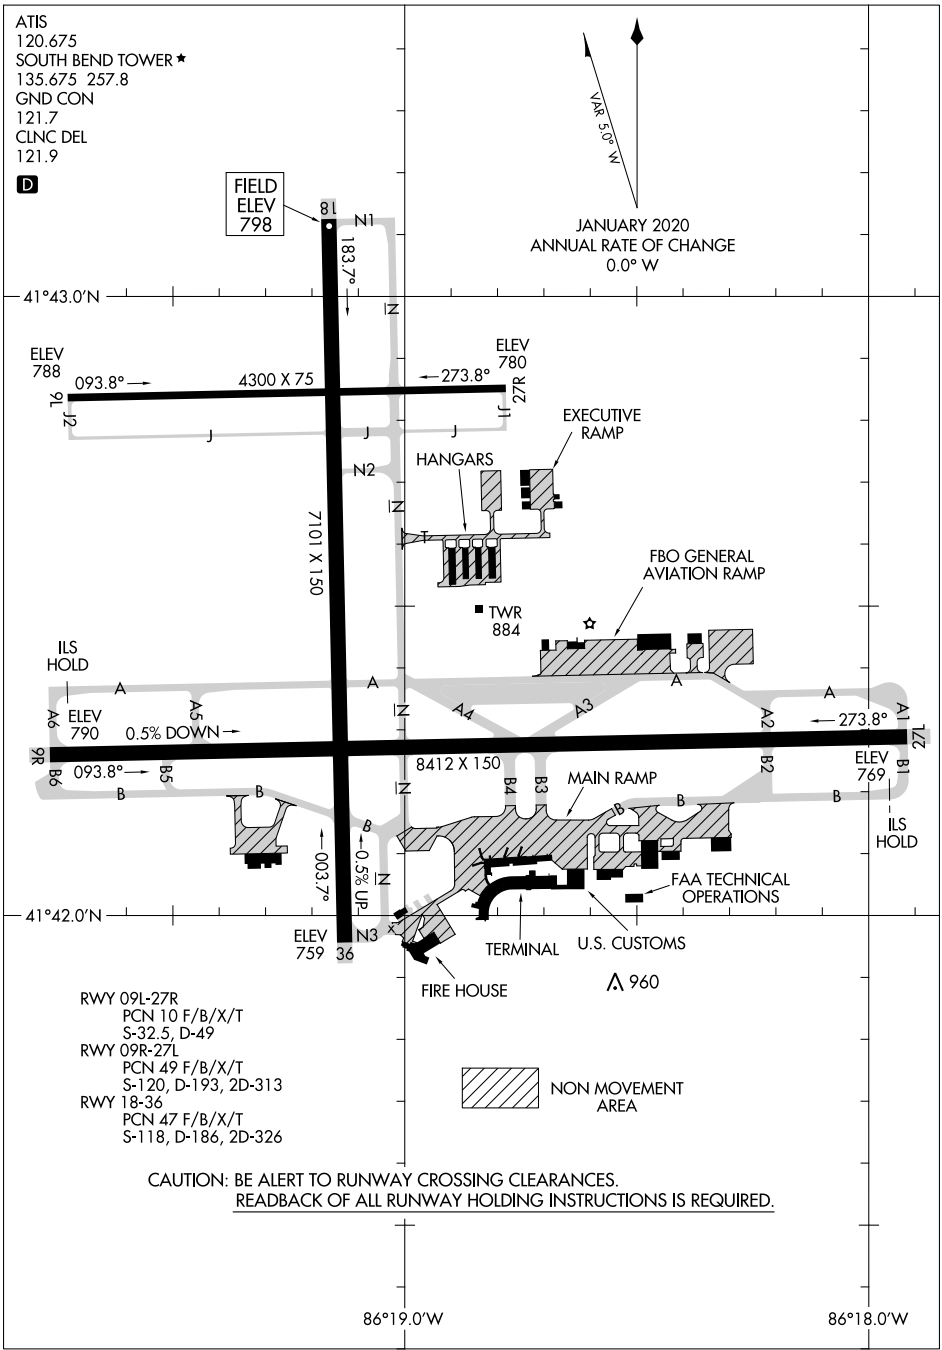 ATIS
120.675
SOUTH BEND TOWER ★
135.675 257.8
GND CON
121.7
CLNC DEL
121.9
D
VAR 5.0° W
JANUARY 2020
ANNUAL RATE OF CHANGE
0.0° W
FIELD
ELEV
798
18
N1
183.7°
41°43.0'N
N
ELEV
788
ELEV
780
093.8°
4300 X 75
273.8°
9L
27R
J2
J
J
J
J1
EXECUTIVE
RAMP
HANGARS
N2
N
T
7101 X 150
FBO GENERAL
AVIATION RAMP
TWR
884
ILS
HOLD
A
A
A
A
A6
ELEV
790
A5
0.5% DOWN
N
A4
A3
A2
273.8°
A1
9R
27L
093.8°
8412 X 150
ELEV
769
B6
B5
B4
B3
B2
B1
MAIN RAMP
N
B
B
B
B
B
B
ILS
HOLD
003.7°
0.5% UP
N
FAA TECHNICAL
OPERATIONS
41°42.0'N
ELEV
759
36
N3
X
TERMINAL
U.S. CUSTOMS
FIRE HOUSE
960
RWY 09L-27R
PCN 10 F/B/X/T
S-32.5, D-49
RWY 09R-27L
PCN 49 F/B/X/T
S-120, D-193, 2D-313
RWY 18-36
PCN 47 F/B/X/T
S-118, D-186, 2D-326
NON MOVEMENT
AREA
CAUTION: BE ALERT TO RUNWAY CROSSING CLEARANCES.
READBACK OF ALL RUNWAY HOLDING INSTRUCTIONS IS REQUIRED.
86°19.0'W
86°18.0'W